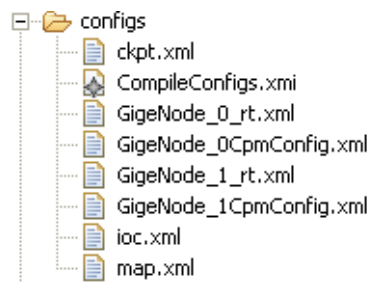 configs
ckpt.xml
CompileConfigs.xmi
GigeNode_0_rt.xml
GigeNode_0CpmConfig.xml
GigeNode_1_rt.xml
GigeNode_1CpmConfig.xml
ioc.xml
map.xml